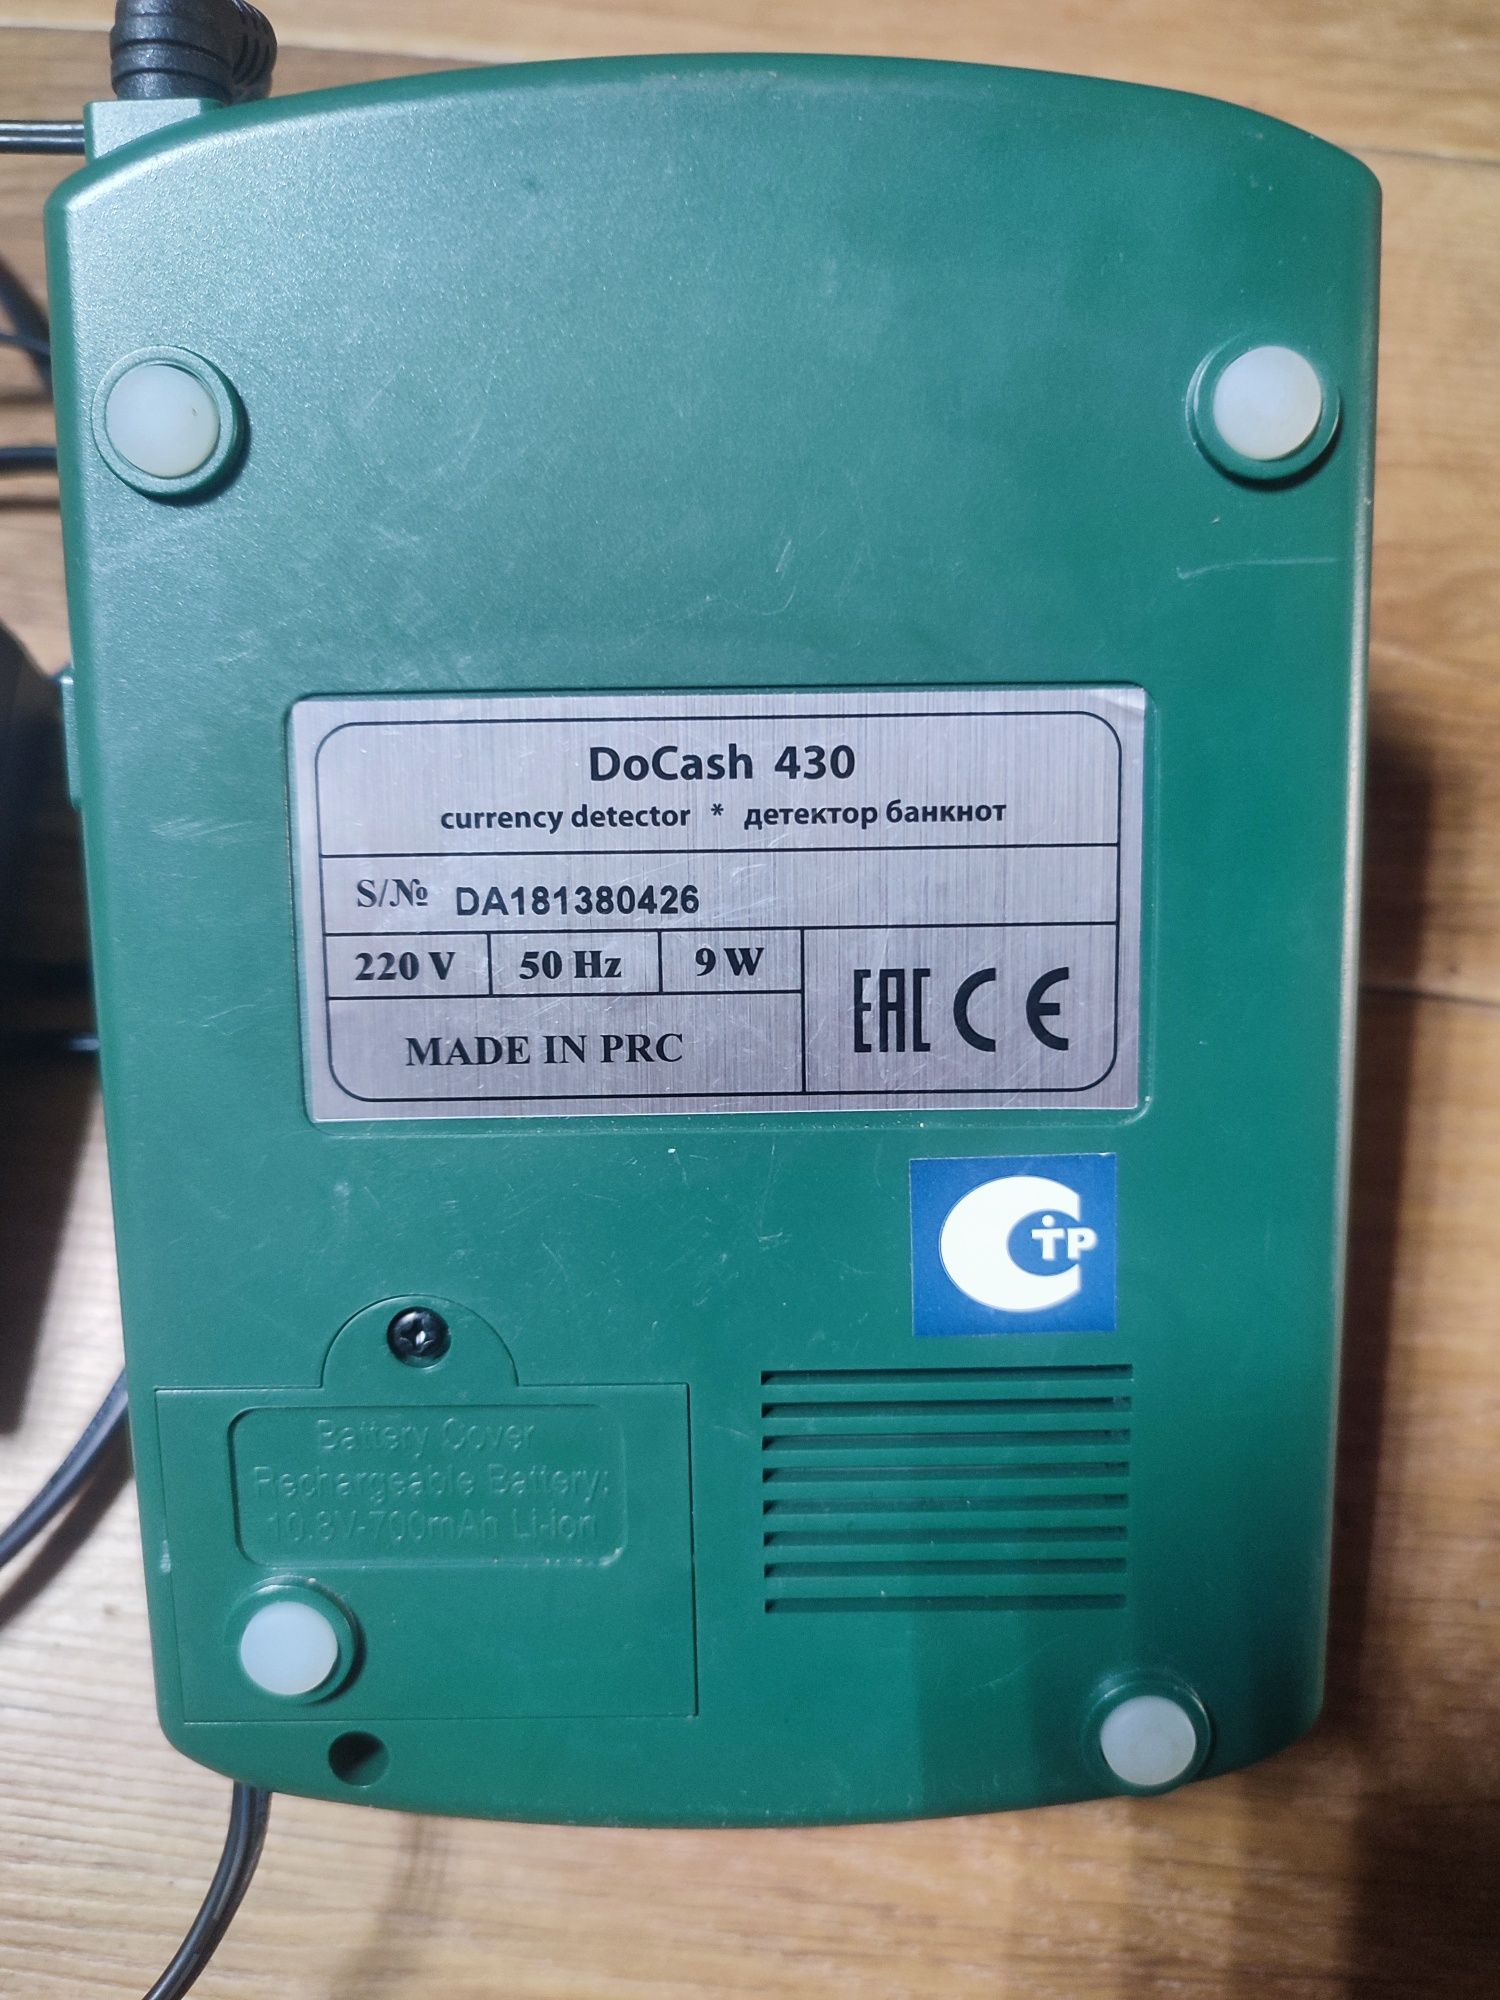 DoCash 430
currency detector * детектор банкнот
S/№ DA181380426
220 V 50 Hz 9 W
MADE IN PRC
EAC CE
СТР
Battery Cover
Rechargeable Battery:
10.8V-700mAh Li-ion